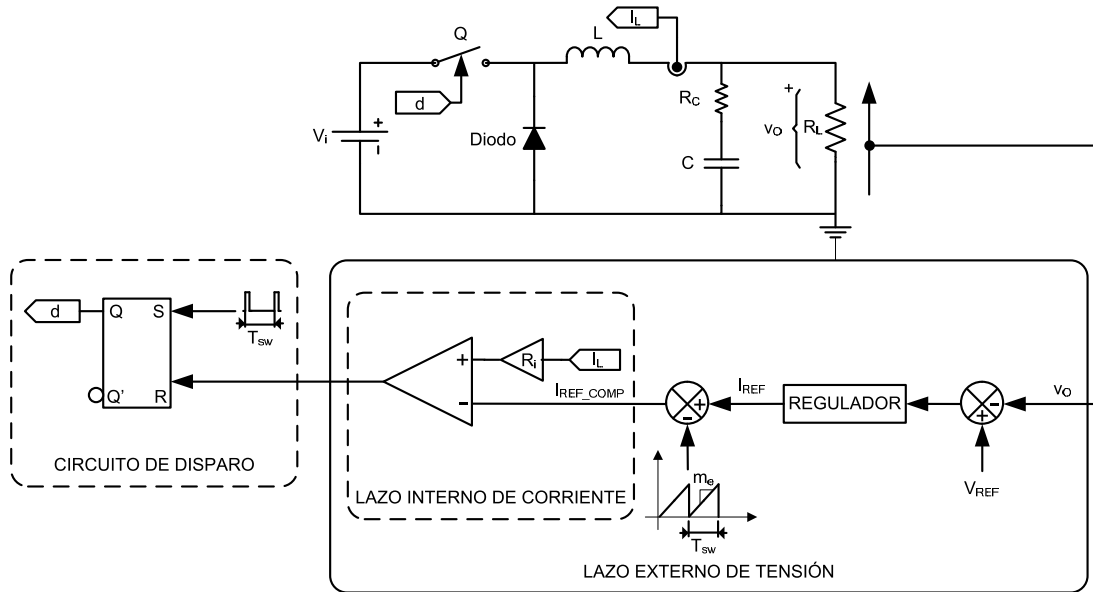 I_L
Q
L
d
V_i
+
Diodo
R_C
C
+
v_O
R_L
d
Q
S
Q'
R
T_sw
CIRCUITO DE DISPARO
+
-
R_i
I_L
I_REF_COMP
LAZO INTERNO DE CORRIENTE
+
-
I_REF
m_e
T_sw
REGULADOR
-
+
V_REF
v_O
LAZO EXTERNO DE TENSIÓN